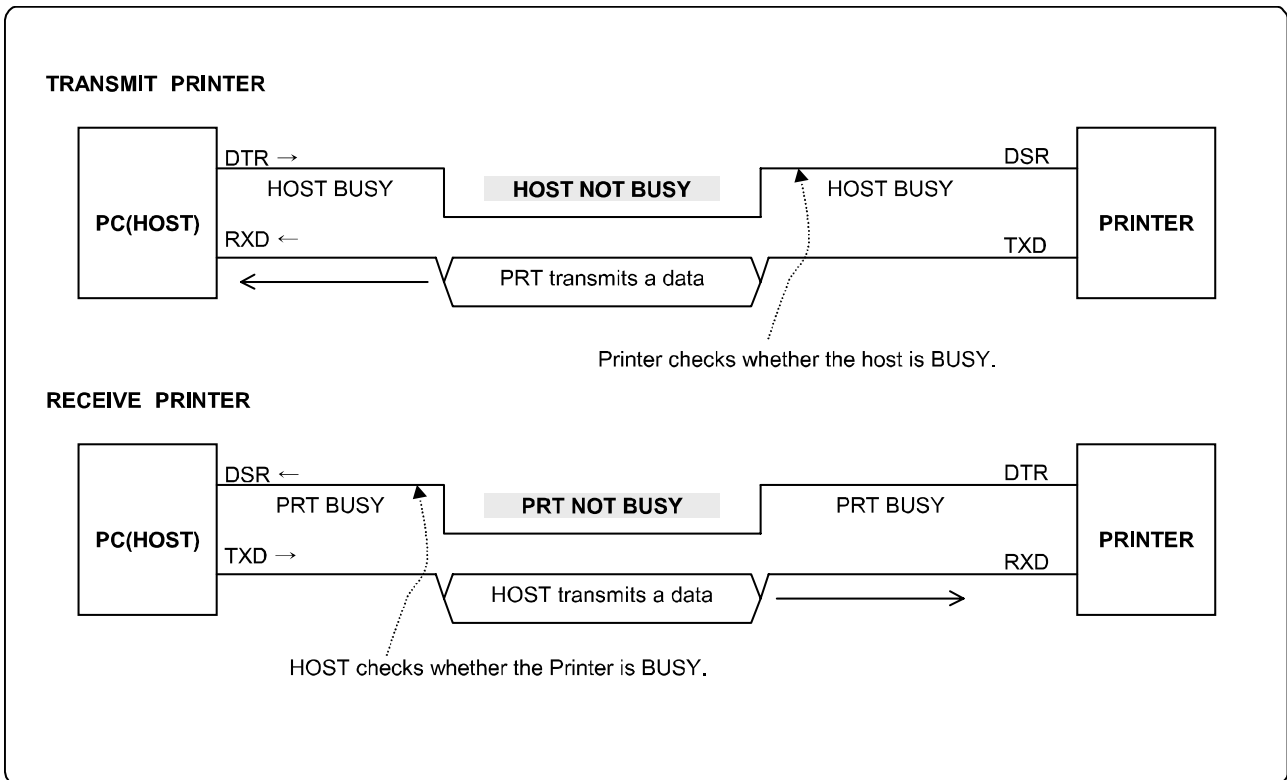 TRANSMIT PRINTER
DTR → DSR
HOST BUSY HOST NOT BUSY HOST BUSY
PC(HOST) PRINTER
RXD ← TXD
PRT transmits a data
Printer checks whether the host is BUSY.
RECEIVE PRINTER
DSR ← DTR
PRT BUSY PRT NOT BUSY PRT BUSY
PC(HOST) PRINTER
TXD → RXD
HOST transmits a data
HOST checks whether the Printer is BUSY.